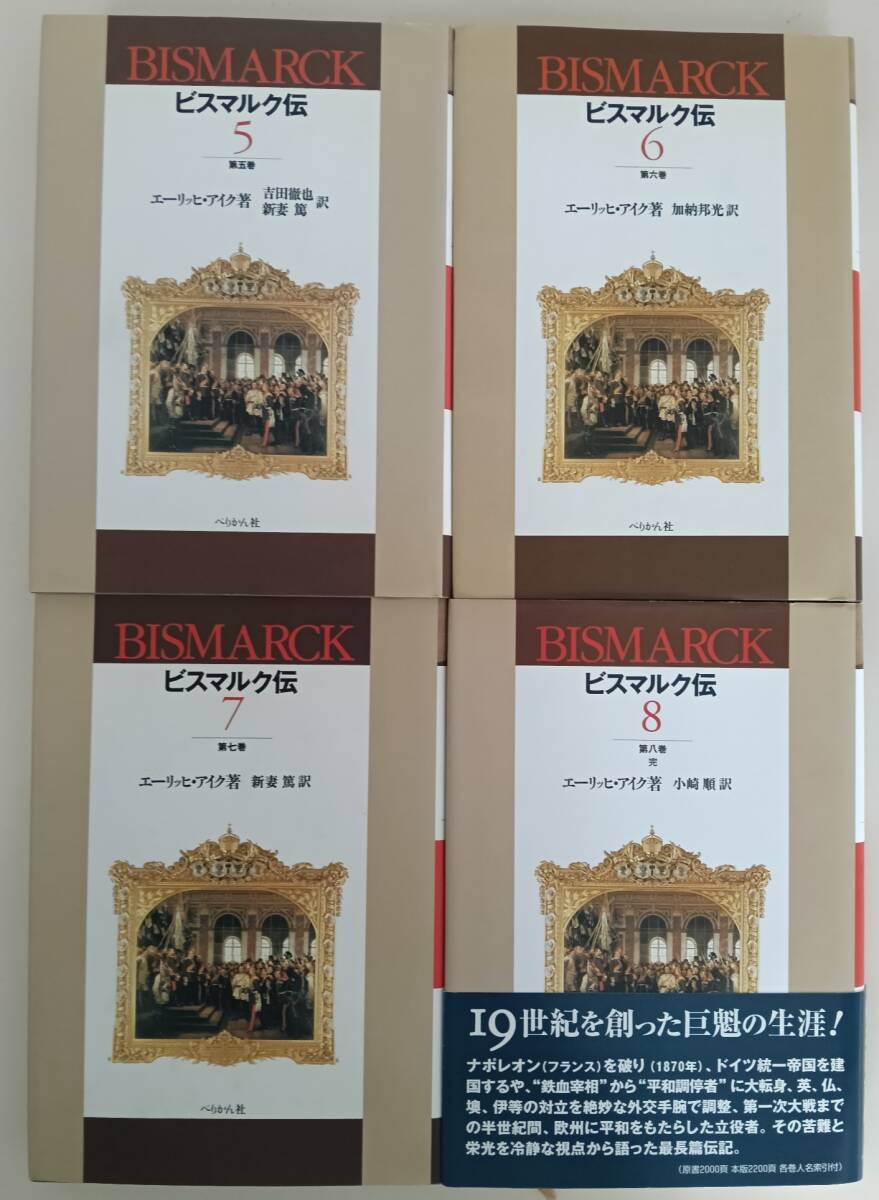 BISMARCK
ビスマルク伝
5
第五巻
エーリッヒ・アイク著 吉田徹也 新妻 篤 訳
ぺりかん社
BISMARCK
ビスマルク伝
6
第六巻
エーリッヒ・アイク著 加納邦光 訳
ぺりかん社
BISMARCK
ビスマルク伝
7
第七巻
エーリッヒ・アイク著 新妻 篤 訳
ぺりかん社
BISMARCK
ビスマルク伝
8
第八巻
完
エーリッヒ・アイク著 小崎 順 訳
19世紀を創った巨魁の生涯!
ナポレオン(フランス)を破り(1870年)、ドイツ統一帝国を建
国するや、“鉄血宰相”から“平和調停者”に大転身、英、仏、
墺、伊等の対立を絶妙な外交手腕で調整、第一次大戦まで
の半世紀間、欧州に平和をもたらした立役者。その苦難と
栄光を冷静な視点から語った最長篇伝記。
(原書2000頁 本版2200頁 各巻人名索引付)